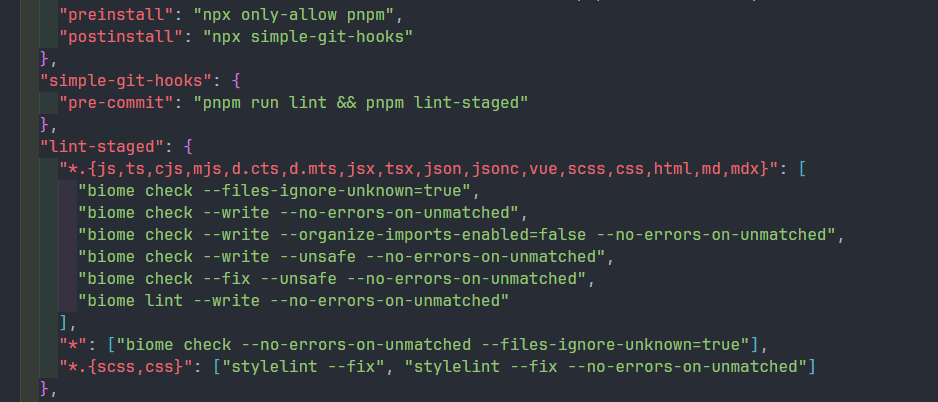 "preinstall": "npx only-allow pnpm",
"postinstall": "npx simple-git-hooks"
},
"simple-git-hooks": {
"pre-commit": "pnpm run lint && pnpm lint-staged"
},
"lint-staged": {
"*.{js,ts,cjs,mjs,d.cts,d.mts,jsx,tsx,json,jsonc,vue,scss,css,html,md,mdx}": [
"biome check --files-ignore-unknown=true",
"biome check --write --no-errors-on-unmatched",
"biome check --write --organize-imports-enabled=false --no-errors-on-unmatched",
"biome check --write --unsafe --no-errors-on-unmatched",
"biome check --fix --unsafe --no-errors-on-unmatched",
"biome lint --write --no-errors-on-unmatched"
],
"*": ["biome check --no-errors-on-unmatched --files-ignore-unknown=true"],
"*.{scss,css}": ["stylelint --fix", "stylelint --fix --no-errors-on-unmatched"]
},